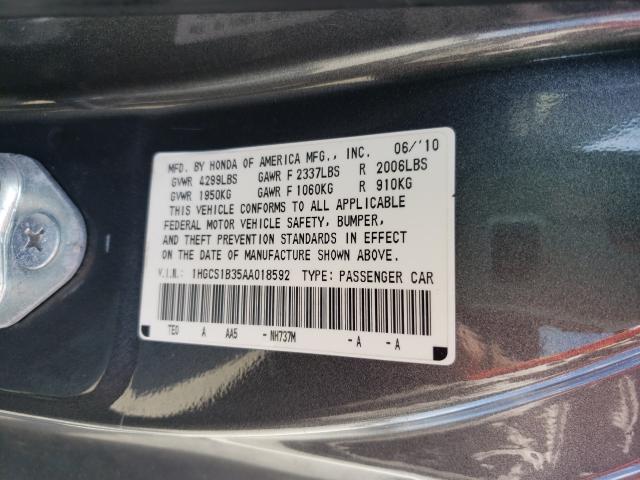 MFD. BY HONDA OF AMERICA MFG., INC. 06/'10
GVWR 4299LBS GAWR F 2337LBS R 2006LBS
GVWR 1950KG GAWR F 1060KG R 910KG
THIS VEHICLE CONFORMS TO ALL APPLICABLE
FEDERAL MOTOR VEHICLE SAFETY, BUMPER,
AND THEFT PREVENTION STANDARDS IN EFFECT
ON THE DATE OF MANUFACTURE SHOWN ABOVE.
V.I.N.: 1HGCS1B35AA018592 TYPE: PASSENGER CAR
TE0 A AA5 -NH737M -A -A